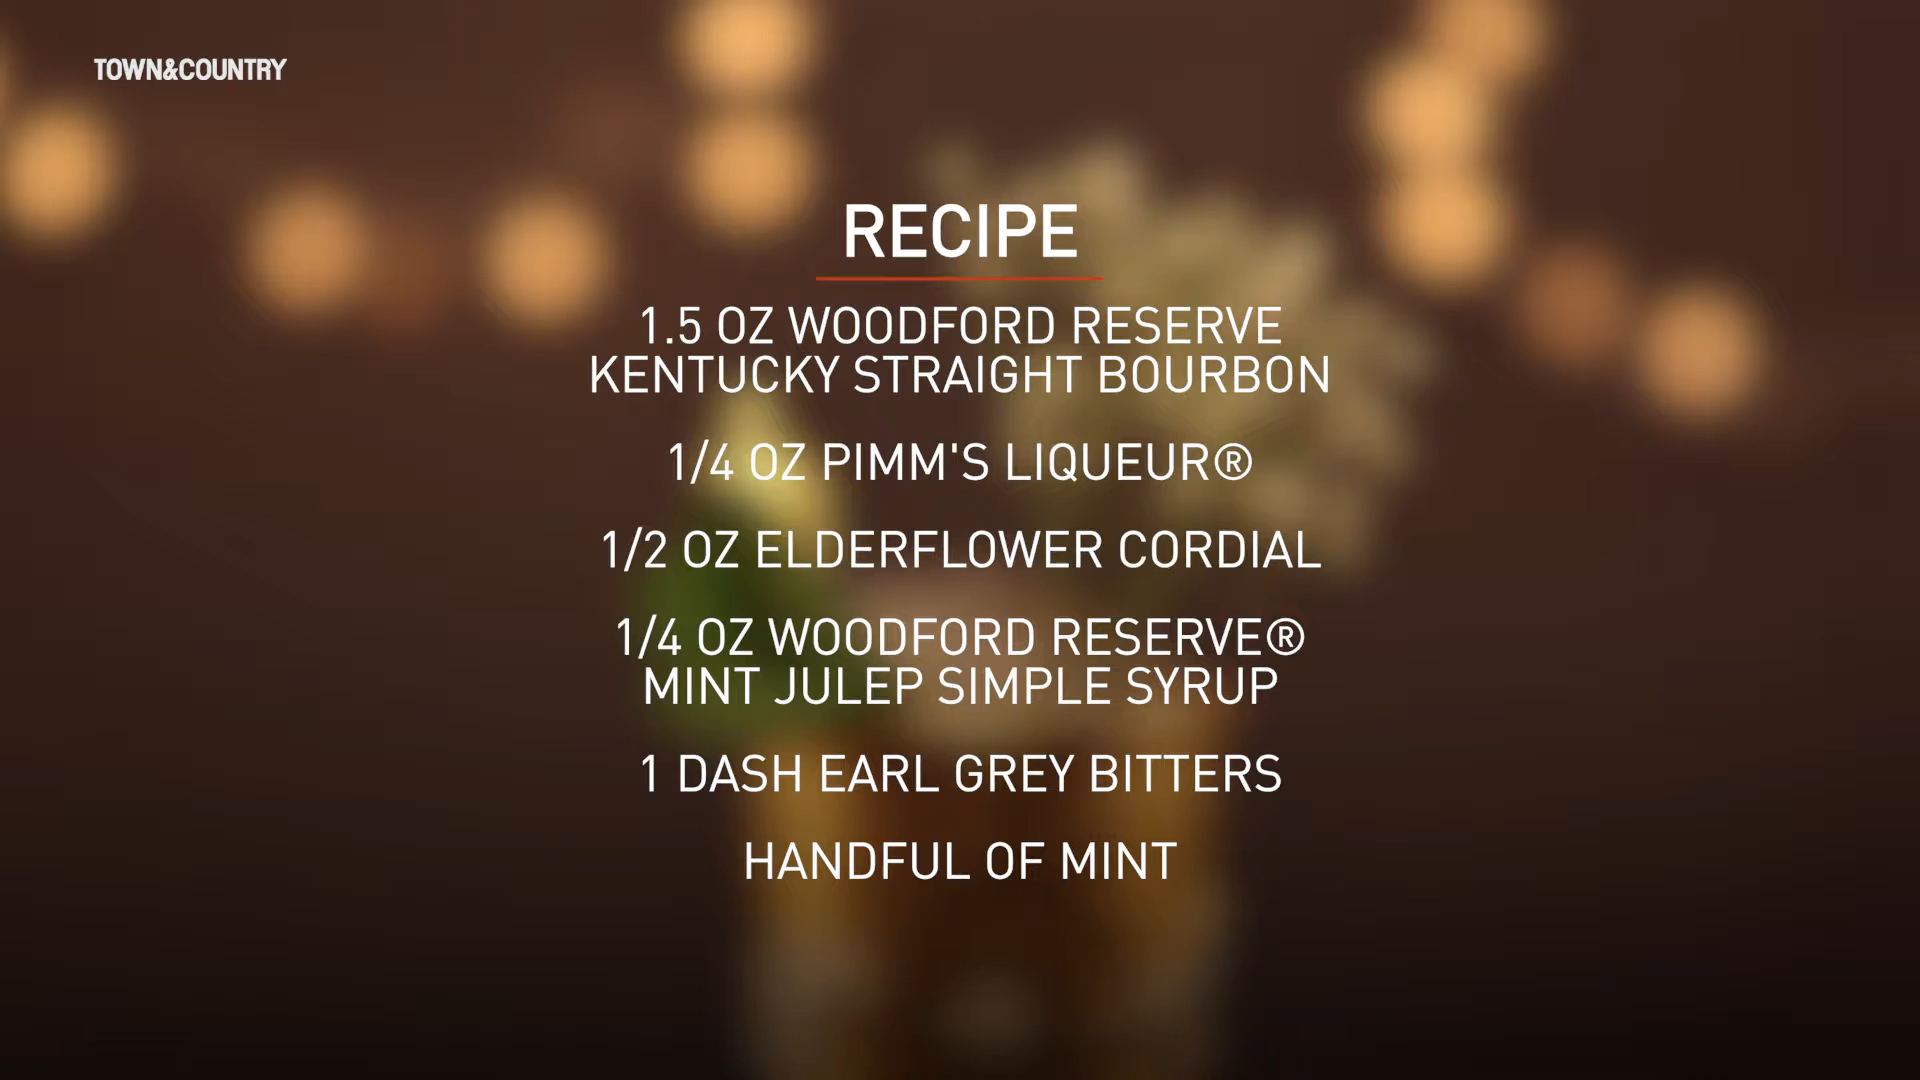 TOWN&COUNTRY
RECIPE
1.5 OZ WOODFORD RESERVE
KENTUCKY STRAIGHT BOURBON
1/4 OZ PIMM'S LIQUEUR®
1/2 OZ ELDERFLOWER CORDIAL
1/4 OZ WOODFORD RESERVE®
MINT JULEP SIMPLE SYRUP
1 DASH EARL GREY BITTERS
HANDFUL OF MINT